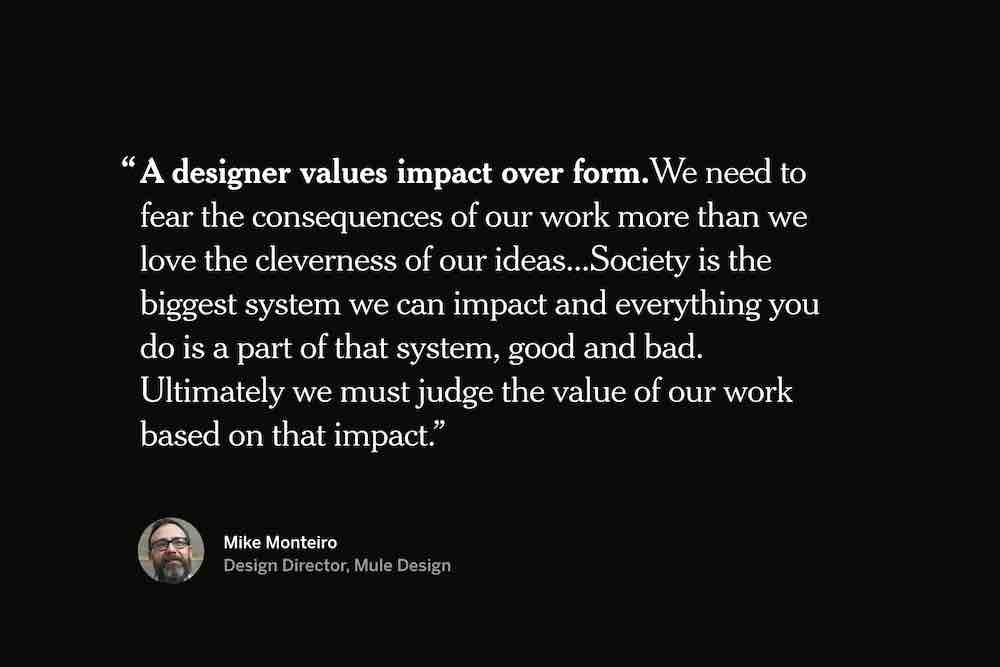 “A designer values impact over form.We need to
fear the consequences of our work more than we
love the cleverness of our ideas...Society is the
biggest system we can impact and everything you
do is a part of that system, good and bad.
Ultimately we must judge the value of our work
based on that impact.”
Mike Monteiro
Design Director, Mule Design